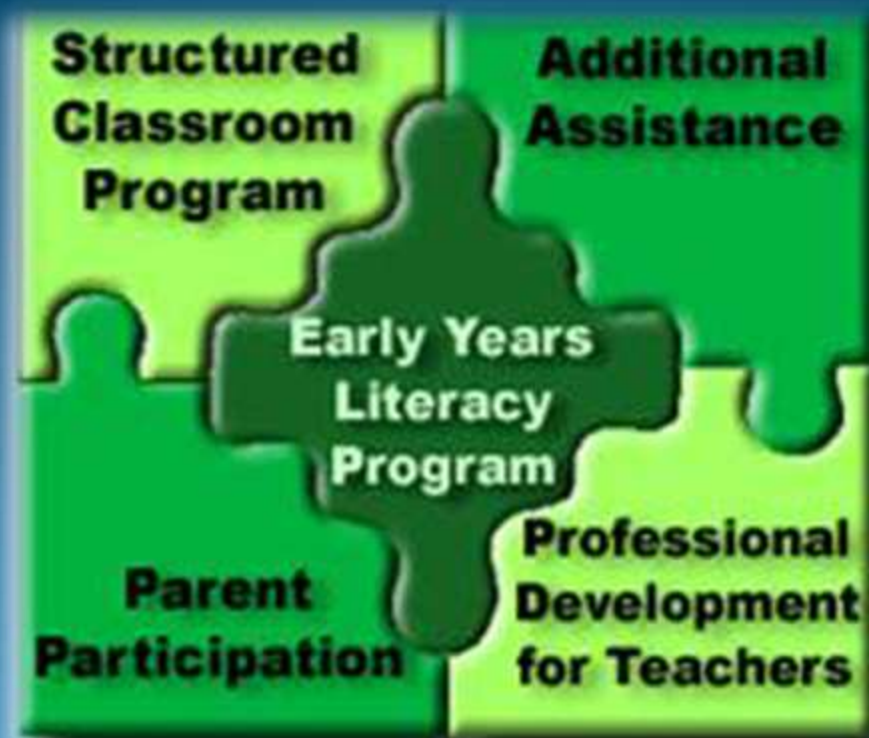 Structured
Classroom
Program
Additional
Assistance
Early Years
Literacy
Program
Parent
Participation
Professional
Development
for Teachers